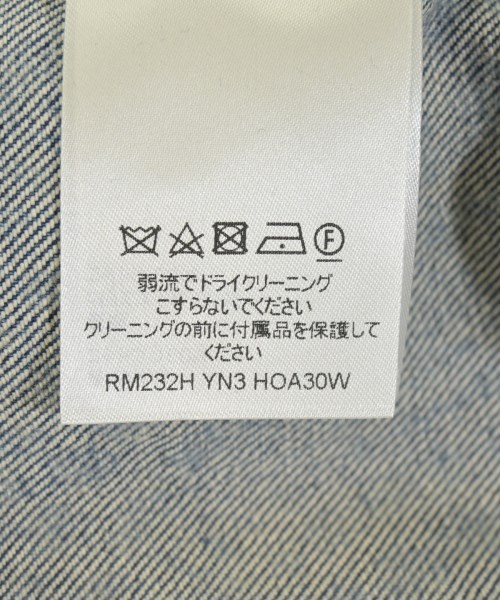 F
弱流でドライクリーニング
こすらないでください
クリーニングの前に付属品を保護して
ください
RM232H YN3 HOA30W